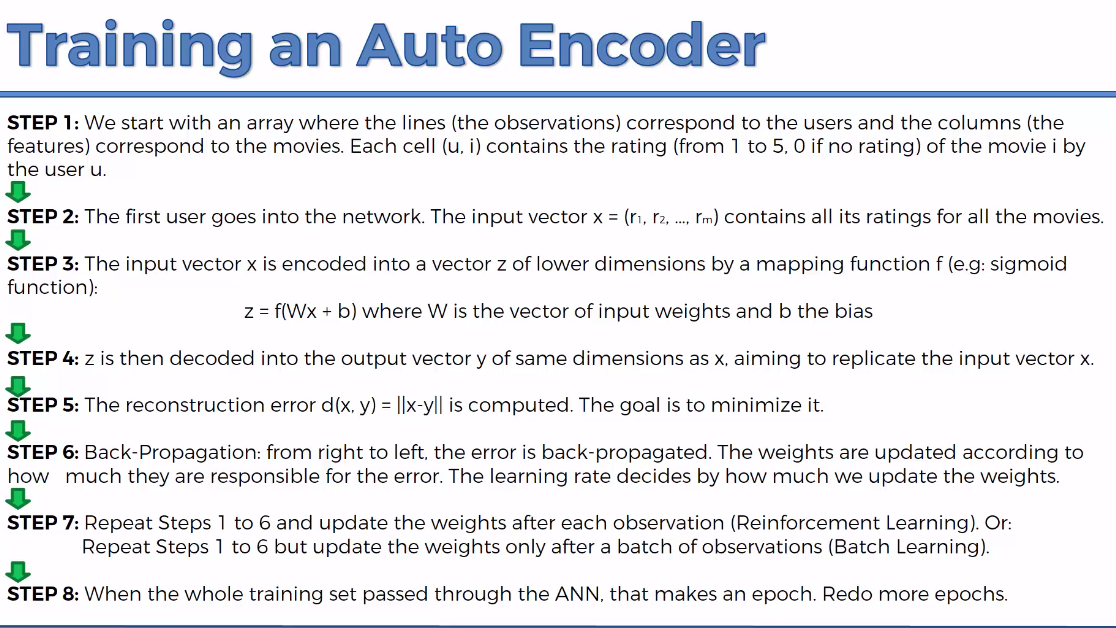 Training an Auto Encoder
STEP 1: We start with an array where the lines (the observations) correspond to the users and the columns (the
features) correspond to the movies. Each cell (u, i) contains the rating (from 1 to 5, 0 if no rating) of the movie i by
the user u.
STEP 2: The first user goes into the network. The input vector x = (r₁, r₂, ..., rₘ) contains all its ratings for all the movies.
STEP 3: The input vector x is encoded into a vector z of lower dimensions by a mapping function f (e.g: sigmoid
function):
z = f(Wx + b) where W is the vector of input weights and b the bias
STEP 4: z is then decoded into the output vector y of same dimensions as x, aiming to replicate the input vector x.
STEP 5: The reconstruction error d(x, y) = ||x-y|| is computed. The goal is to minimize it.
STEP 6: Back-Propagation: from right to left, the error is back-propagated. The weights are updated according to
how much they are responsible for the error. The learning rate decides by how much we update the weights.
STEP 7: Repeat Steps 1 to 6 and update the weights after each observation (Reinforcement Learning). Or:
Repeat Steps 1 to 6 but update the weights only after a batch of observations (Batch Learning).
STEP 8: When the whole training set passed through the ANN, that makes an epoch. Redo more epochs.